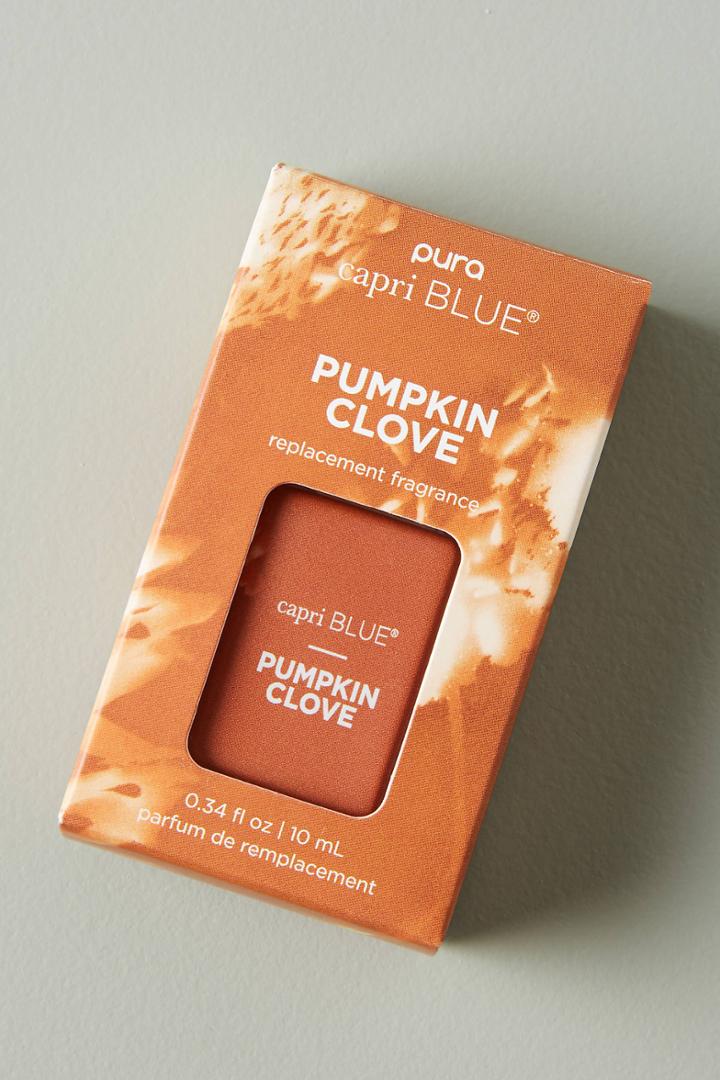 pura
capri BLUE®
PUMPKIN
CLOVE
replacement fragrance
capri BLUE®
PUMPKIN
CLOVE
0.34 fl oz | 10 mL
parfum de remplacement